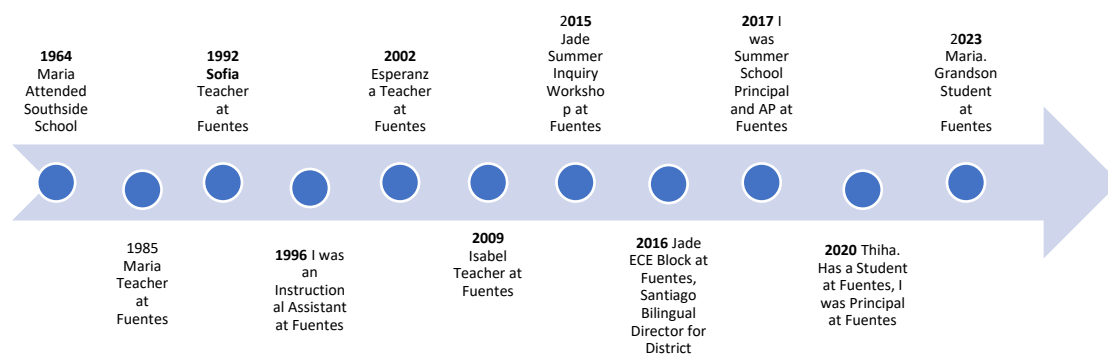 1964
Maria
Attended
Southside
School
1985
Maria
Teacher
at
Fuentes
1992
Sofia
Teacher
at
Fuentes
1996 I was
an
Instruction
al Assistant
at Fuentes
2002
Esperanz
a Teacher
at
Fuentes
2009
Isabel
Teacher at
Fuentes
2015
Jade
Summer
Inquiry
Worksho
p at
Fuentes
2016 Jade
ECE Block at
Fuentes,
Santiago
Bilingual
Director for
District
2017 I
was
Summer
School
Principal
and AP at
Fuentes
2020 Thiha.
Has a Student
at Fuentes, I
was Principal
at Fuentes
2023
Maria.
Grandson
Student
at
Fuentes